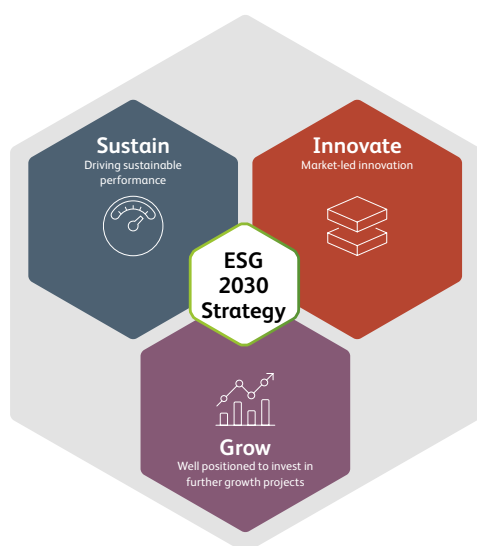 Sustain
Driving sustainable
performance
Innovate
Market-led innovation
ESG
2030
Strategy
Grow
Well positioned to invest in
further growth projects